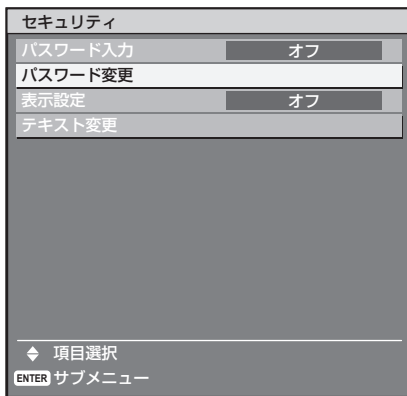 セキュリティ
パスワード入力 オフ
パスワード変更
表示設定 オフ
テキスト変更
項目選択
ENTER サブメニュー